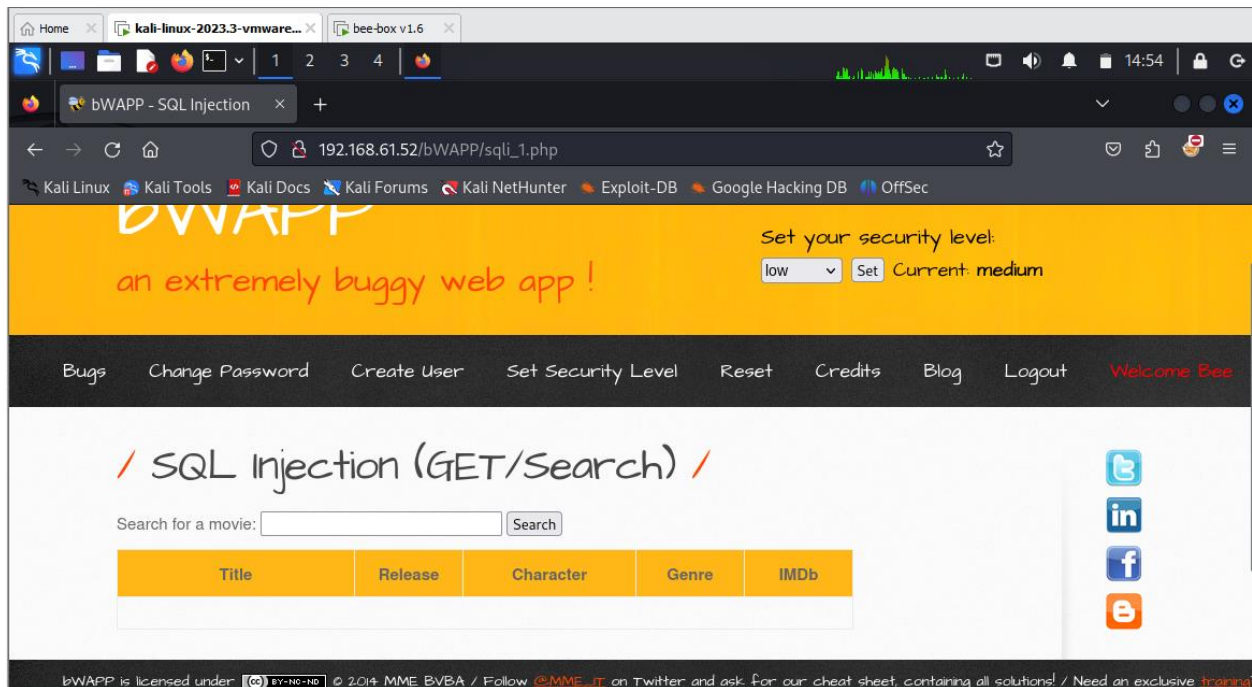 Home kali-linux-2023.3-vmware... bee-box v1.6
1 2 3 4 14:54
bWAPP - SQL Injection
192.168.61.52/bWAPP/sqli_1.php
Kali Linux Kali Tools Kali Docs Kali Forums Kali NetHunter Exploit-DB Google Hacking DB OffSec
bWAPP
an extremely buggy web app !
Set your security level:
low Set Current: medium
Bugs Change Password Create User Set Security Level Reset Credits Blog Logout Welcome Bee
/ SQL Injection (GET/Search) /
Search for a movie: Search
Title Release Character Genre IMDb
bWAPP is licensed under (cc) BY-NC-ND © 2014 MME BVBA / Follow @MME_IT on Twitter and ask for our cheat sheet, containing all solutions! / Need an exclusive training